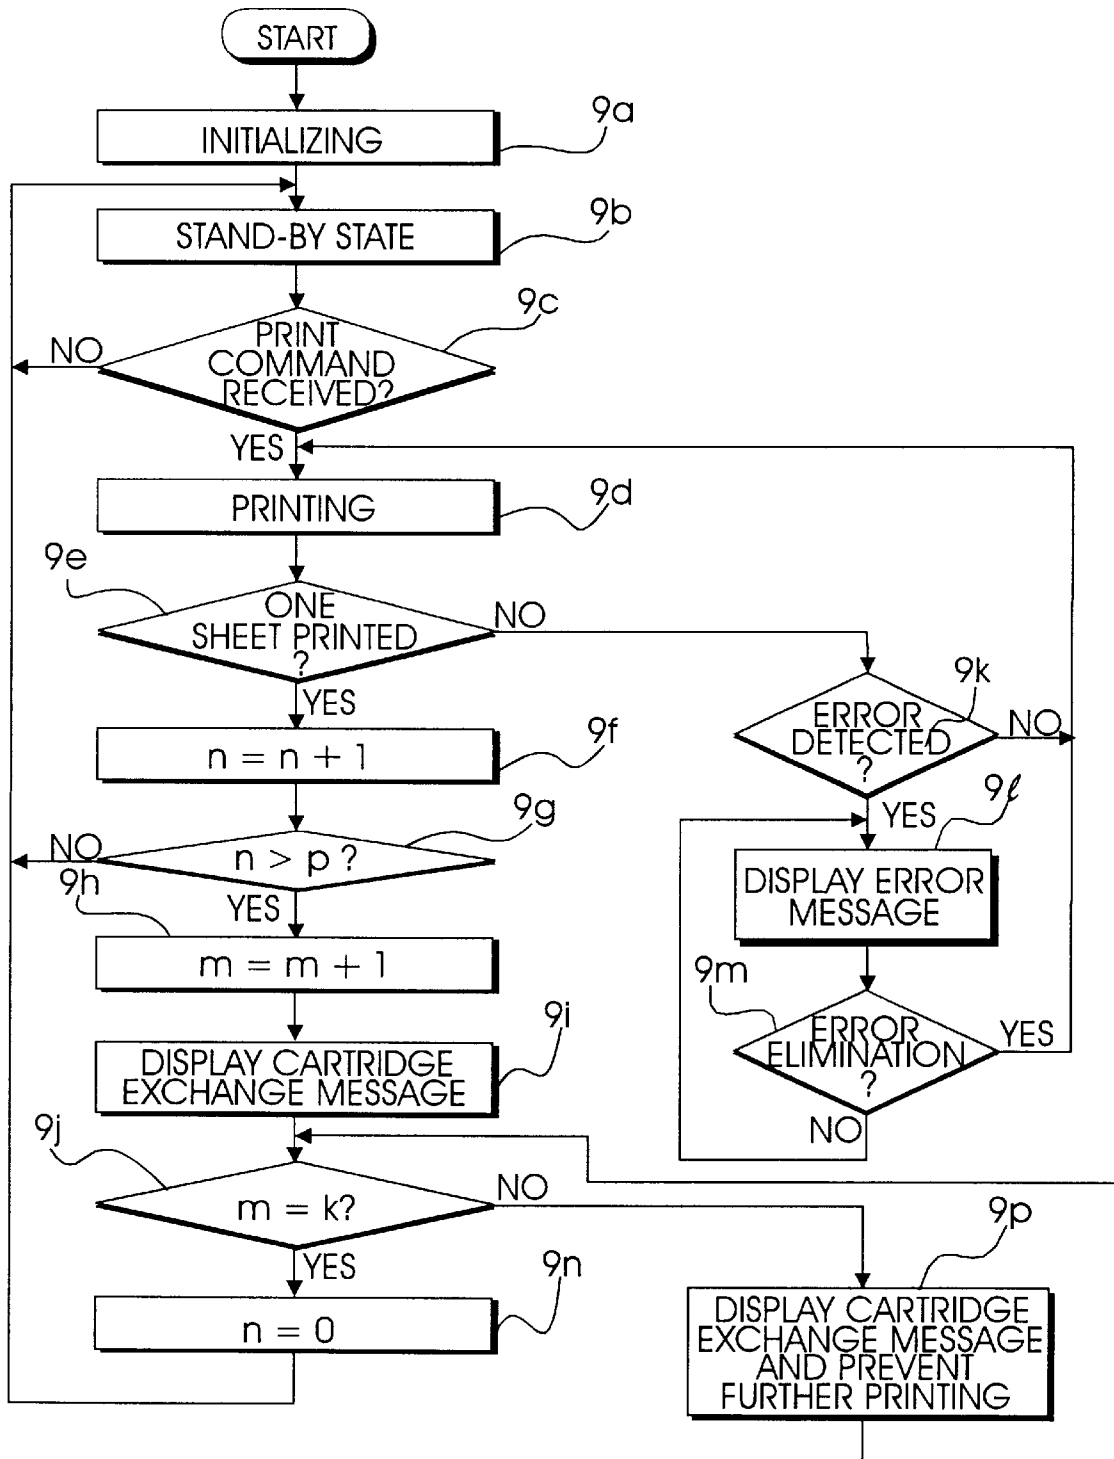 START
INITIALIZING
9a
STAND-BY STATE
9b
PRINT
COMMAND
RECEIVED?
9c
NO
YES
PRINTING
9d
9e
ONE
SHEET PRINTED
?
NO
YES
ERROR
DETECTED
?
9k
NO
YES
n = n + 1
9f
n > p ?
9g
NO
YES
9h
DISPLAY ERROR
MESSAGE
9ℓ
m = m + 1
9m
ERROR
ELIMINATION
?
YES
NO
DISPLAY CARTRIDGE
EXCHANGE MESSAGE
9i
9j
m = k?
NO
YES
n = 0
9n
9p
DISPLAY CARTRIDGE
EXCHANGE MESSAGE
AND PREVENT
FURTHER PRINTING